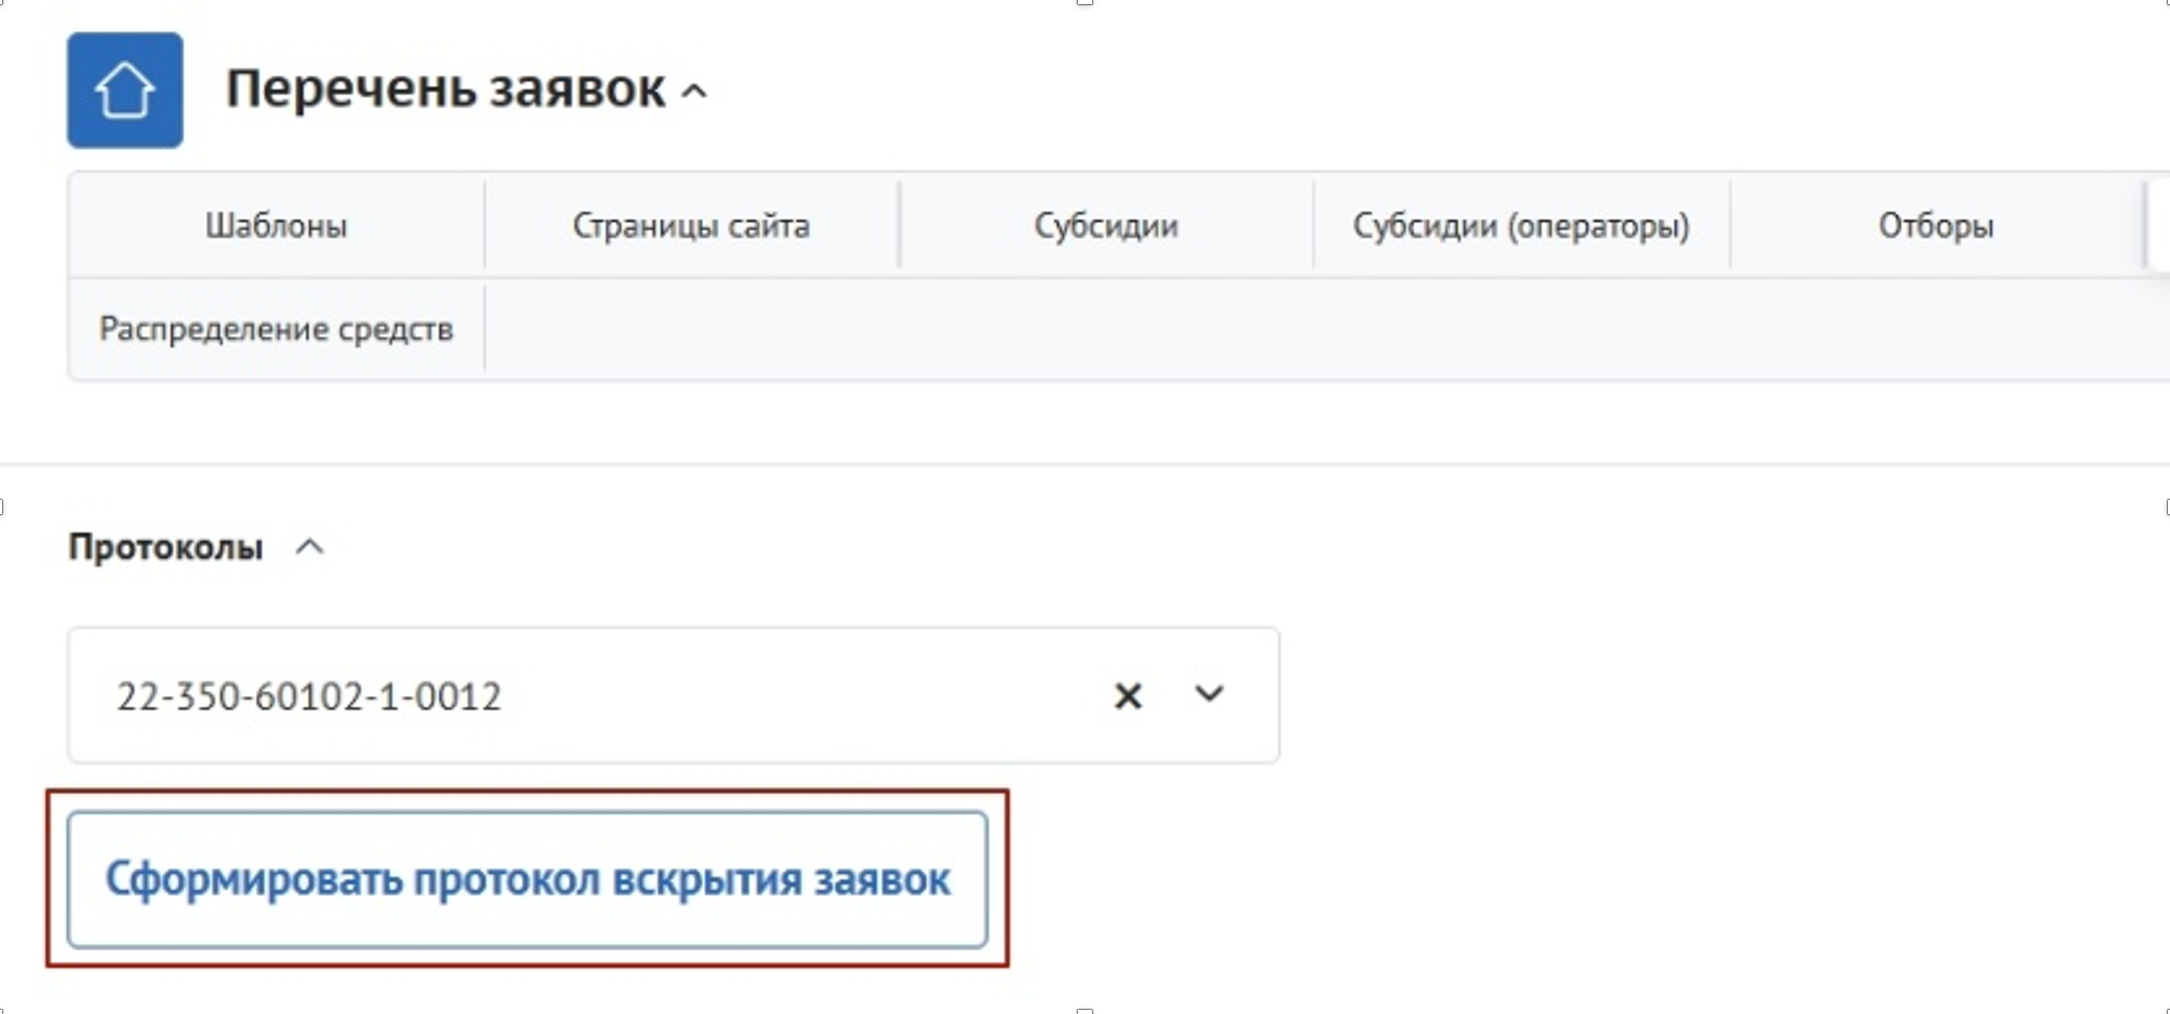 Перечень заявок
Шаблоны Страницы сайта Субсидии Субсидии (операторы) Отборы
Распределение средств
Протоколы
22-350-60102-1-0012
Сформировать протокол вскрытия заявок